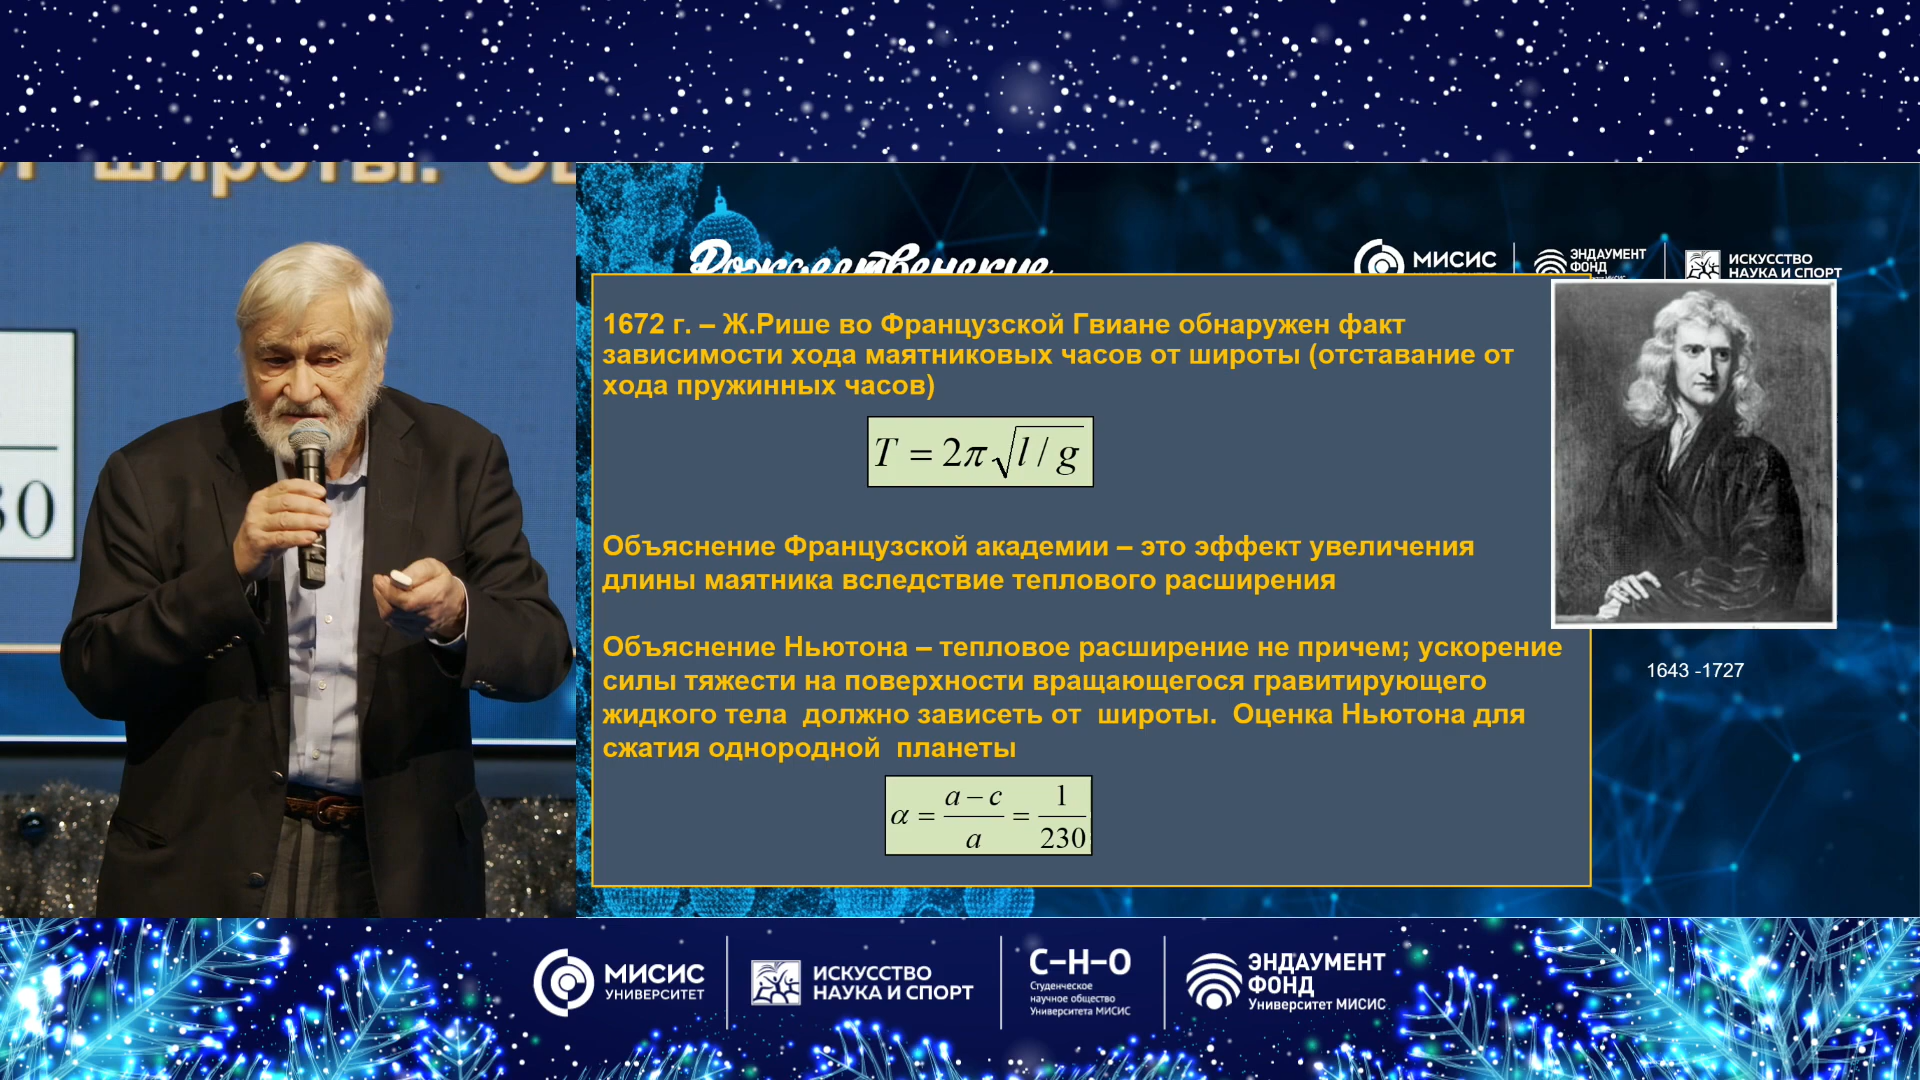 широты.
30
Рождественские
МИСИС
ЭНДАУМЕНТ
ФОНД
ИСКУССТВО
НАУКА И СПОРТ
1672 г. – Ж.Рише во Французской Гвиане обнаружен факт
зависимости хода маятниковых часов от широты (отставание от
хода пружинных часов)
T = 2π√l / g
Объяснение Французской академии – это эффект увеличения
длины маятника вследствие теплового расширения
Объяснение Ньютона – тепловое расширение не причем; ускорение
силы тяжести на поверхности вращающегося гравитирующего
жидкого тела должно зависеть от широты. Оценка Ньютона для
сжатия однородной планеты
α = (a – c) / a = 1 / 230
1643 -1727
МИСИС
УНИВЕРСИТЕТ
ИСКУССТВО
НАУКА И СПОРТ
С–Н–О
Студенческое
научное общество
Университета МИСИС
ЭНДАУМЕНТ
ФОНД
Университет МИСИС